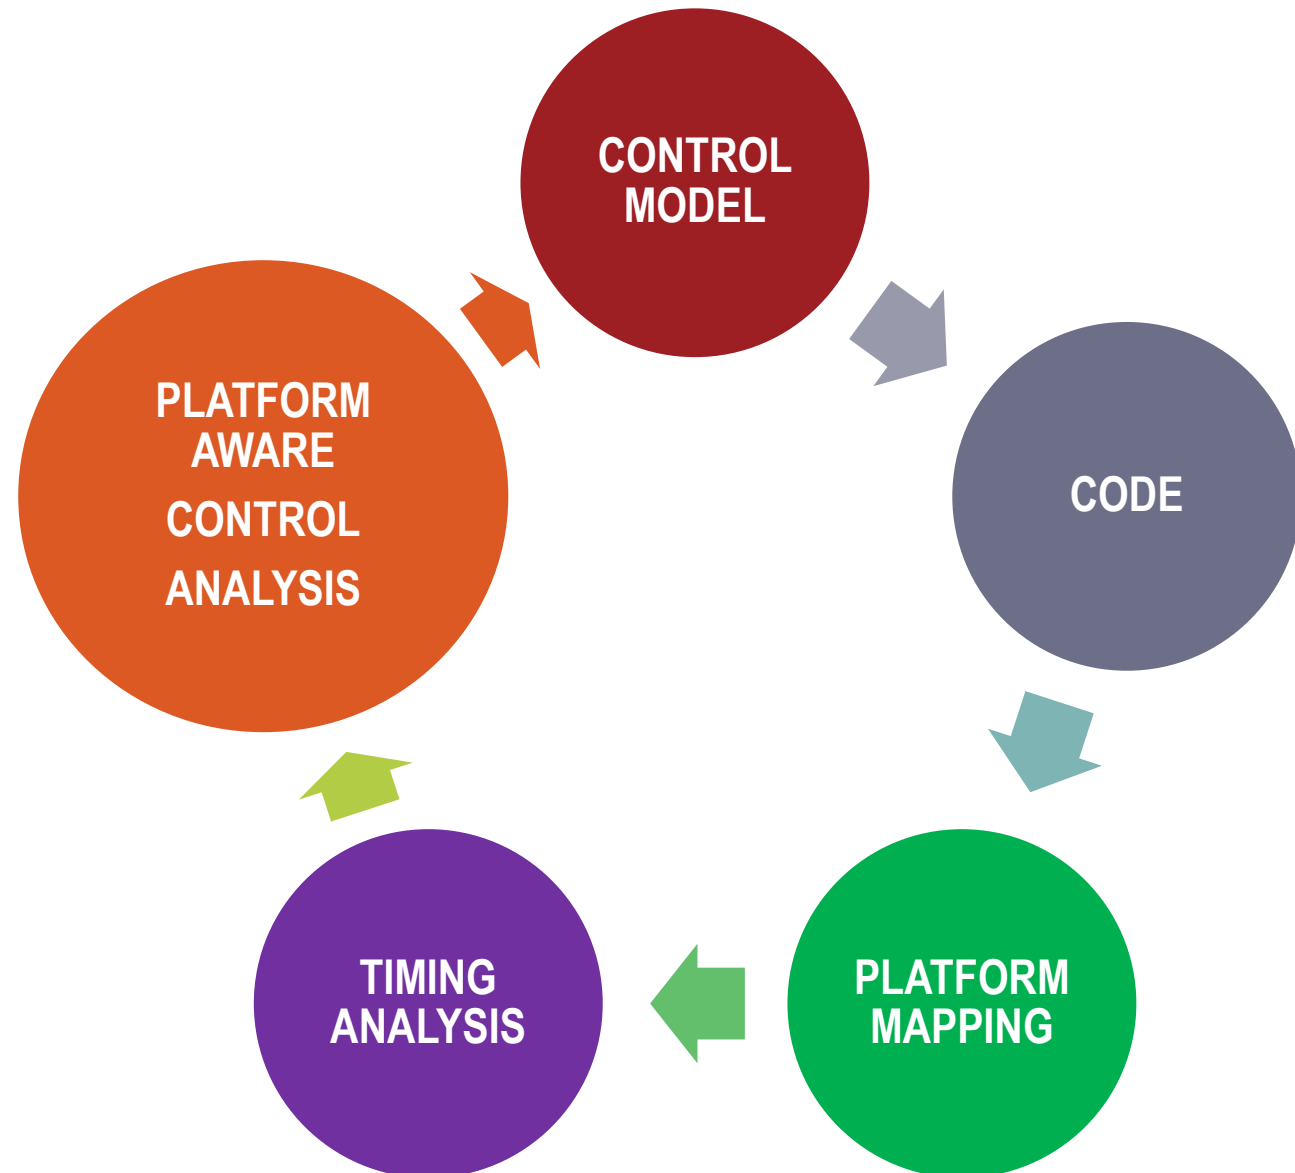 CONTROL
MODEL
CODE
PLATFORM
MAPPING
TIMING
ANALYSIS
PLATFORM
AWARE
CONTROL
ANALYSIS